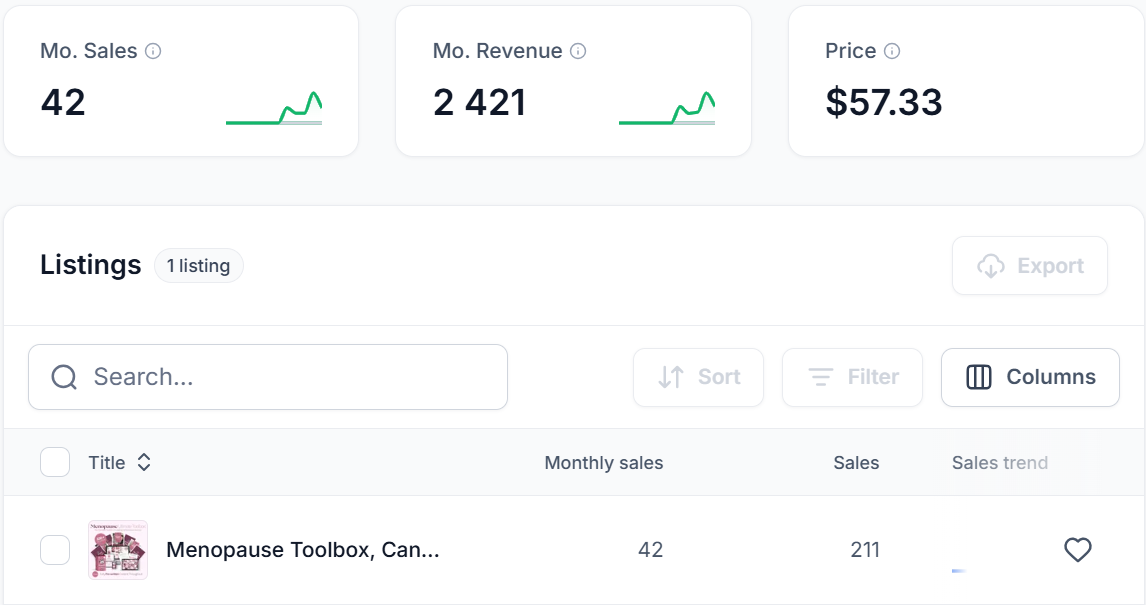 Mo. Sales
42
Mo. Revenue
2 421
Price
$57.33
Listings
1 listing
Export
Search...
Sort
Filter
Columns
Title
Monthly sales
Sales
Sales trend
Menopause
Menopause Toolbox, Can...
42
211